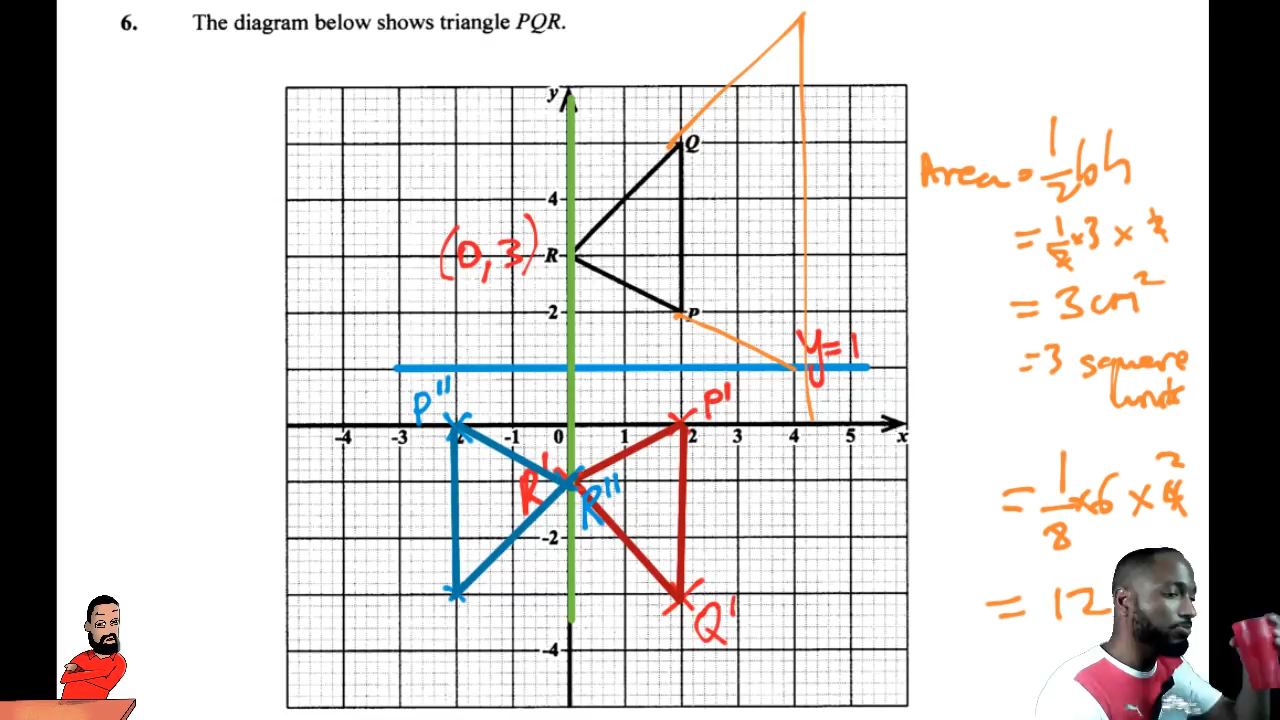 6. The diagram below shows triangle PQR.
y
Q
4
(0, 3) R
2
P
y=1
P'' P'
-4 -3 -2 -1 0 1 2 3 4 5 x
R' R''
-2
Q'
-4
Area = 1/2 bh
= 1/2 × 3 × 2
= 3 cm²
= 3 square
units
= 1/8 × 6 × 4 2
= 12